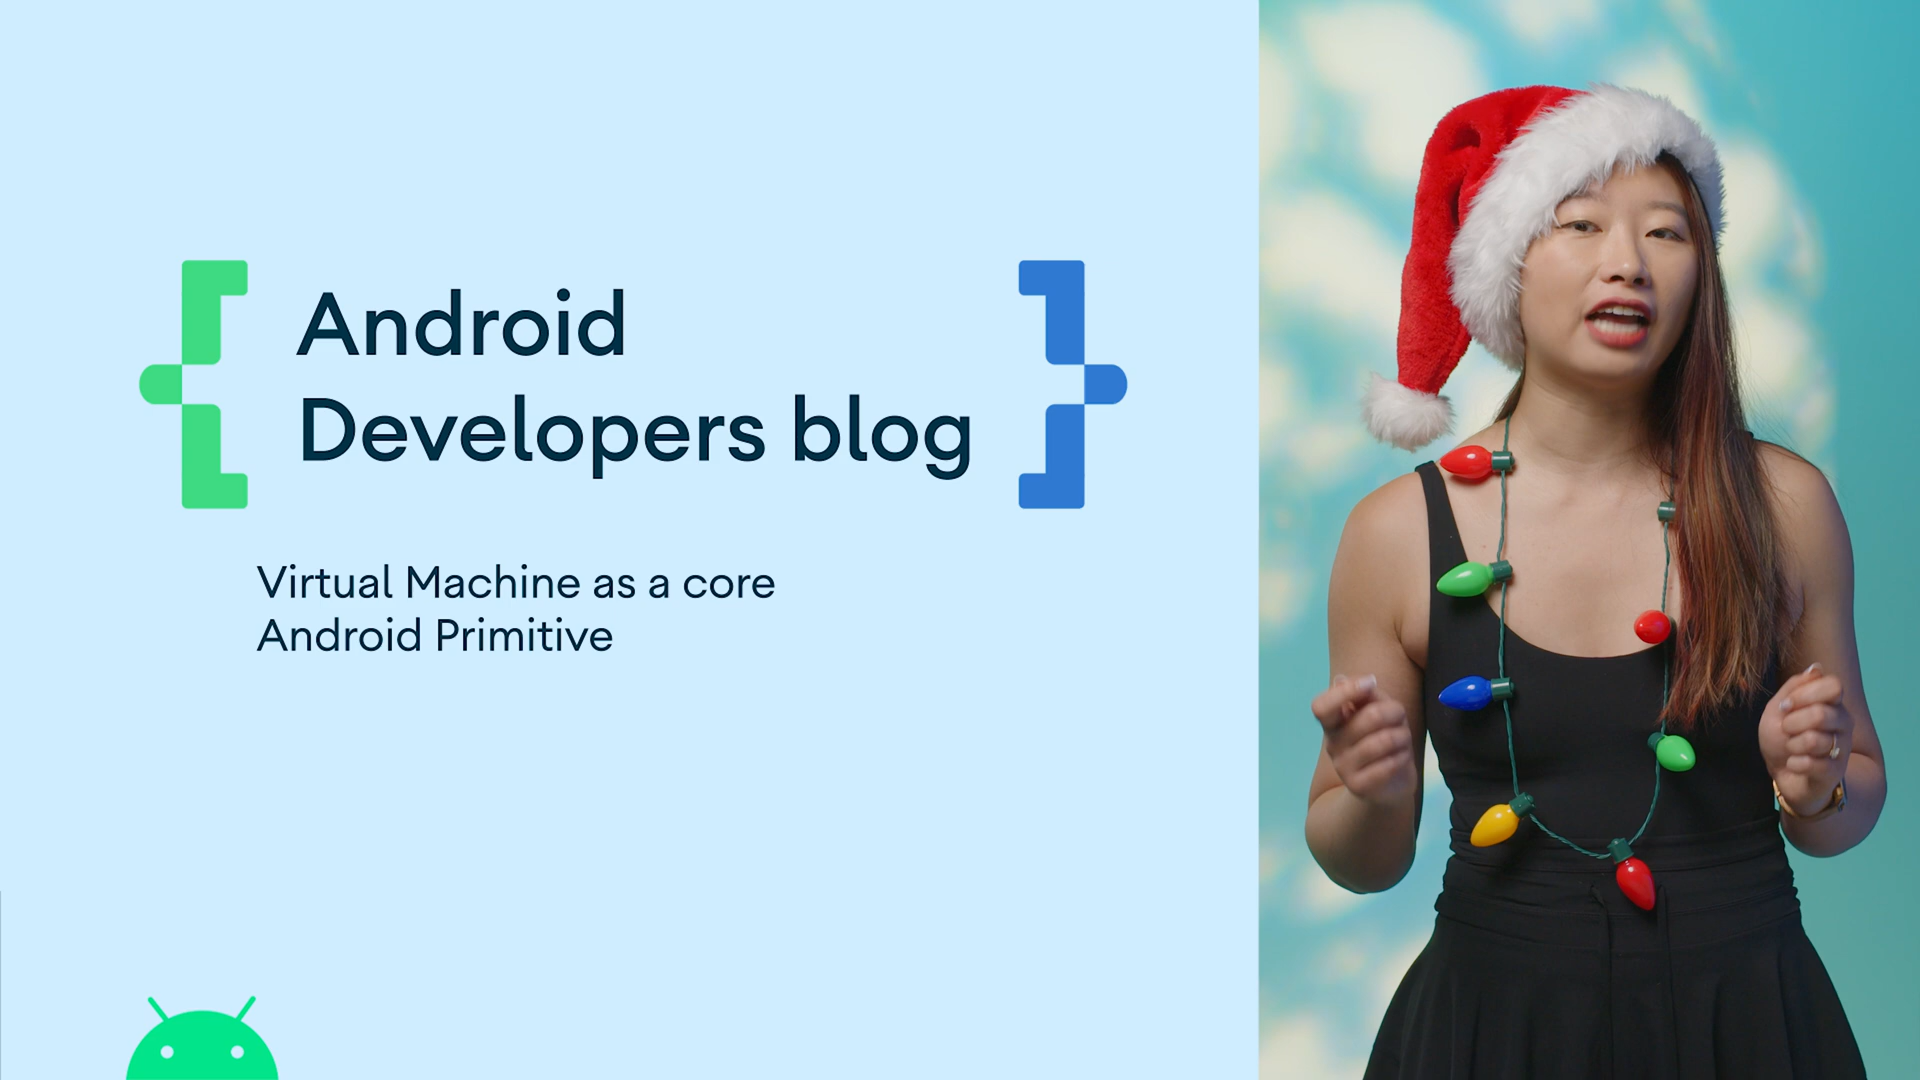 Android
Developers blog
Virtual Machine as a core
Android Primitive